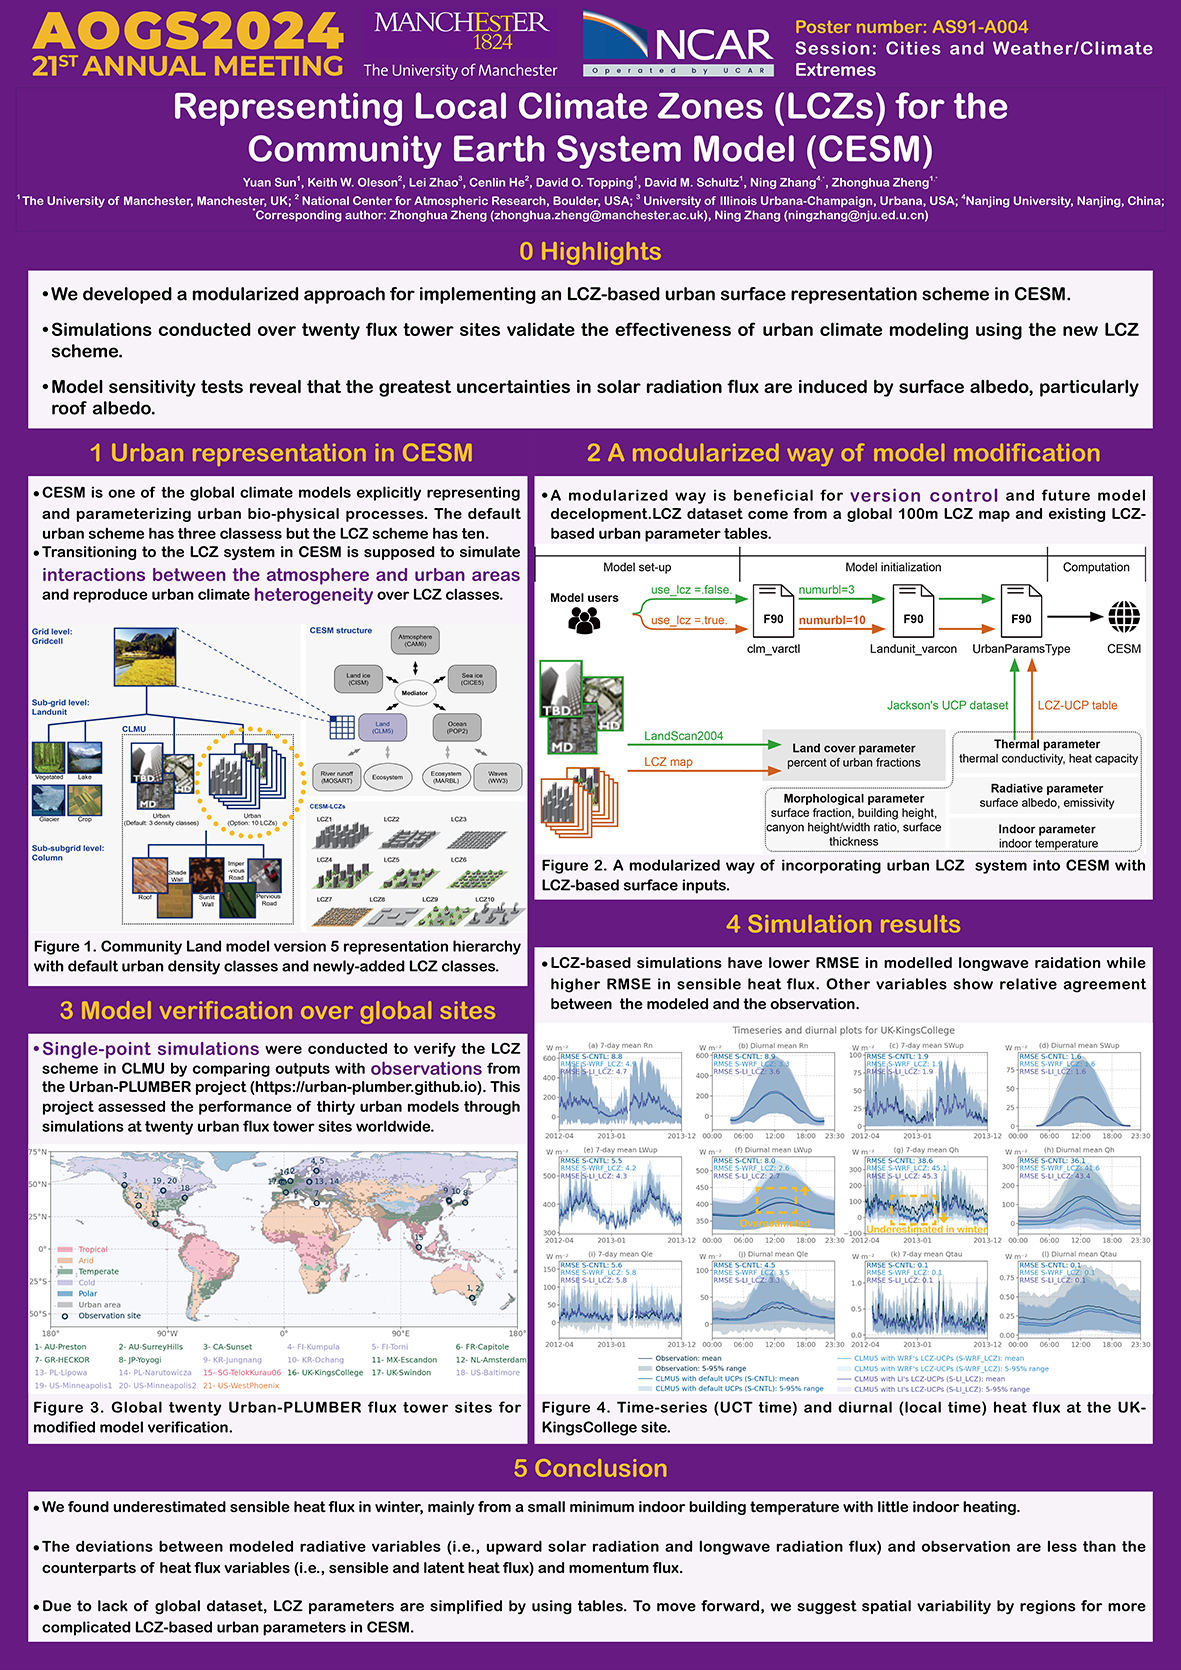 AOGS2024
21ST ANNUAL MEETING
MANCHESTER
1824
The University of Manchester
NCAR
Operated by UCAR
Poster number: AS91-A004
Session: Cities and Weather/Climate
Extremes
Representing Local Climate Zones (LCZs) for the
Community Earth System Model (CESM)
Yuan Sun1, Keith W. Oleson2, Lei Zhao3, Cenlin He2, David O. Topping1, David M. Schultz1, Ning Zhang4,*, Zhonghua Zheng1,*
1 The University of Manchester, Manchester, UK; 2 National Center for Atmospheric Research, Boulder, USA; 3 University of Illinois Urbana-Champaign, Urbana, USA; 4Nanjing University, Nanjing, China;
*Corresponding author: Zhonghua Zheng (zhonghua.zheng@manchester.ac.uk), Ning Zhang (ningzhang@nju.ed.u.cn)
0 Highlights
•We developed a modularized approach for implementing an LCZ-based urban surface representation scheme in CESM.
•Simulations conducted over twenty flux tower sites validate the effectiveness of urban climate modeling using the new LCZ
scheme.
•Model sensitivity tests reveal that the greatest uncertainties in solar radiation flux are induced by surface albedo, particularly
roof albedo.
1 Urban representation in CESM
•CESM is one of the global climate models explicitly representing
and parameterizing urban bio-physical processes. The default
urban scheme has three classess but the LCZ scheme has ten.
•Transitioning to the LCZ system in CESM is supposed to simulate
interactions between the atmosphere and urban areas
and reproduce urban climate heterogeneity over LCZ classes.
Grid level:
Gridcell
Sub-grid level:
Landunit
CLMU
Vegetated
Lake
Glacier
Crop
TBD
HD
MD
Urban
(Default: 3 density classes)
Urban
(Option: 10 LCZs)
Sub-subgrid level:
Column
Roof
Shade
Wall
Sunlit
Wall
Imper
-vious
Road
Pervious
Road
CESM structure
Atmosphere
(CAM6)
Land ice
(CISM)
Sea ice
(CICE5)
Mediator
Land
(CLM5)
Ocean
(POP2)
River runoff
(MOSART)
Ecosystem
Ecosystem
(MARBL)
Waves
(WW3)
CESM-LCZs
LCZ1 LCZ2 LCZ3
LCZ4 LCZ5 LCZ6
LCZ7 LCZ8 LCZ9 LCZ10
Figure 1. Community Land model version 5 representation hierarchy
with default urban density classes and newly-added LCZ classes.
2 A modularized way of model modification
•A modularized way is beneficial for version control and future model
decelopment.LCZ dataset come from a global 100m LCZ map and existing LCZ-
based urban parameter tables.
Model set-up
Model initialization
Computation
Model users
use_lcz =.false.
use_lcz =.true.
F90
clm_varctl
numurbl=3
numurbl=10
F90
Landunit_varcon
F90
UrbanParamsType
CESM
TBD
HD
MD
Jackson's UCP dataset
LCZ-UCP table
LandScan2004
LCZ map
Land cover parameter
percent of urban fractions
Thermal parameter
thermal conductivity, heat capacity
Radiative parameter
surface albedo, emissivity
Morphological parameter
surface fraction, building height,
canyon height/width ratio, surface
thickness
Indoor parameter
indoor temperature
Figure 2. A modularized way of incorporating urban LCZ system into CESM with
LCZ-based surface inputs.
3 Model verification over global sites
•Single-point simulations were conducted to verify the LCZ
scheme in CLMU by comparing outputs with observations from
the Urban-PLUMBER project (https://urban-plumber.github.io). This
project assessed the performance of thirty urban models through
simulations at twenty urban flux tower sites worldwide.
75°N
50°N
25°N
0°
25°S
50°S
180° 90°W 0° 90°E 180°
Tropical
Arid
Temperate
Cold
Polar
Urban area
Observation site
1- AU-Preston 2- AU-SurreyHills 3- CA-Sunset 4- FI-Kumpula 5- FI-Torni 6- FR-Capitole
7- GR-HECKOR 8- JP-Yoyogi 9- KR-Jungnang 10- KR-Ochang 11- MX-Escandon 12- NL-Amsterdam
13- PL-Lipowa 14- PL-Narutowicza 15- SG-TelokKurau06 16- UK-KingsCollege 17- UK-Swindon 18- US-Baltimore
19- US-Minneapolis1 20- US-Minneapolis2 21- US-WestPhoenix
Figure 3. Global twenty Urban-PLUMBER flux tower sites for
modified model verification.
4 Simulation results
•LCZ-based simulations have lower RMSE in modelled longwave raidation while
higher RMSE in sensible heat flux. Other variables show relative agreement
between the modeled and the observation.
Timeseries and diurnal plots for UK-KingsCollege
(a) 7-day mean Rn
RMSE S-CNTL: 8.8
RMSE S-LI_LCZ: 4.7
(b) Diurnal mean Rn
RMSE S-CNTL: 8.9
RMSE S-LI_LCZ: 3.6
(c) 7-day mean SWup
RMSE S-CNTL: 1.9
RMSE S-LI_LCZ: 1.9
(d) Diurnal mean SWup
RMSE S-CNTL: 1.6
RMSE S-LI_LCZ: 1.6
(e) 7-day mean LWup
RMSE S-CNTL: 5.5
RMSE S-WRF_LCZ: 4.2
RMSE S-LI_LCZ: 4.3
(f) Diurnal mean LWup
RMSE S-CNTL: 8.0
RMSE S-WRF_LCZ: 2.6
RMSE S-LI_LCZ: 2.7
Overestimated
(g) 7-day mean Qh
RMSE S-CNTL: 38.6
RMSE S-WRF_LCZ: 45.1
RMSE S-LI_LCZ: 45.3
Underestimated in winter
(h) Diurnal mean Qh
RMSE S-CNTL: 36.1
RMSE S-WRF_LCZ: 41.6
RMSE S-LI_LCZ: 43.4
(i) 7-day mean Qle
RMSE S-CNTL: 5.6
RMSE S-WRF_LCZ: 5.8
RMSE S-LI_LCZ: 5.8
(j) Diurnal mean Qle
RMSE S-CNTL: 4.5
RMSE S-WRF_LCZ: 3.5
RMSE S-LI_LCZ: 3.3
(k) 7-day mean Qtau
RMSE S-CNTL: 0.1
RMSE S-WRF_LCZ: 0.1
RMSE S-LI_LCZ: 0.1
(l) Diurnal mean Qtau
RMSE S-CNTL: 0.1
RMSE S-WRF_LCZ: 0.1
RMSE S-LI_LCZ: 0.1
2012-04 2013-01 2013-12 00:00 06:00 12:00 18:00 23:30 2012-04 2013-01 2013-12 00:00 06:00 12:00 18:00 23:30
Observation: mean
Observation: 5-95% range
CLMU5 with default UCPs (S-CNTL): mean
CLMU5 with default UCPs (S-CNTL): 5-95% range
CLMU5 with WRF's LCZ-UCPs (S-WRF_LCZ): mean
CLMU5 with WRF's LCZ-UCPs (S-WRF_LCZ): 5-95% range
CLMU5 with LI's LCZ-UCPs (S-LI_LCZ): mean
CLMU5 with LI's LCZ-UCPs (S-LI_LCZ): 5-95% range
Figure 4. Time-series (UCT time) and diurnal (local time) heat flux at the UK-
KingsCollege site.
5 Conclusion
•We found underestimated sensible heat flux in winter, mainly from a small minimum indoor building temperature with little indoor heating.
•The deviations between modeled radiative variables (i.e., upward solar radiation and longwave radiation flux) and observation are less than the
counterparts of heat flux variables (i.e., sensible and latent heat flux) and momentum flux.
•Due to lack of global dataset, LCZ parameters are simplified by using tables. To move forward, we suggest spatial variability by regions for more
complicated LCZ-based urban parameters in CESM.